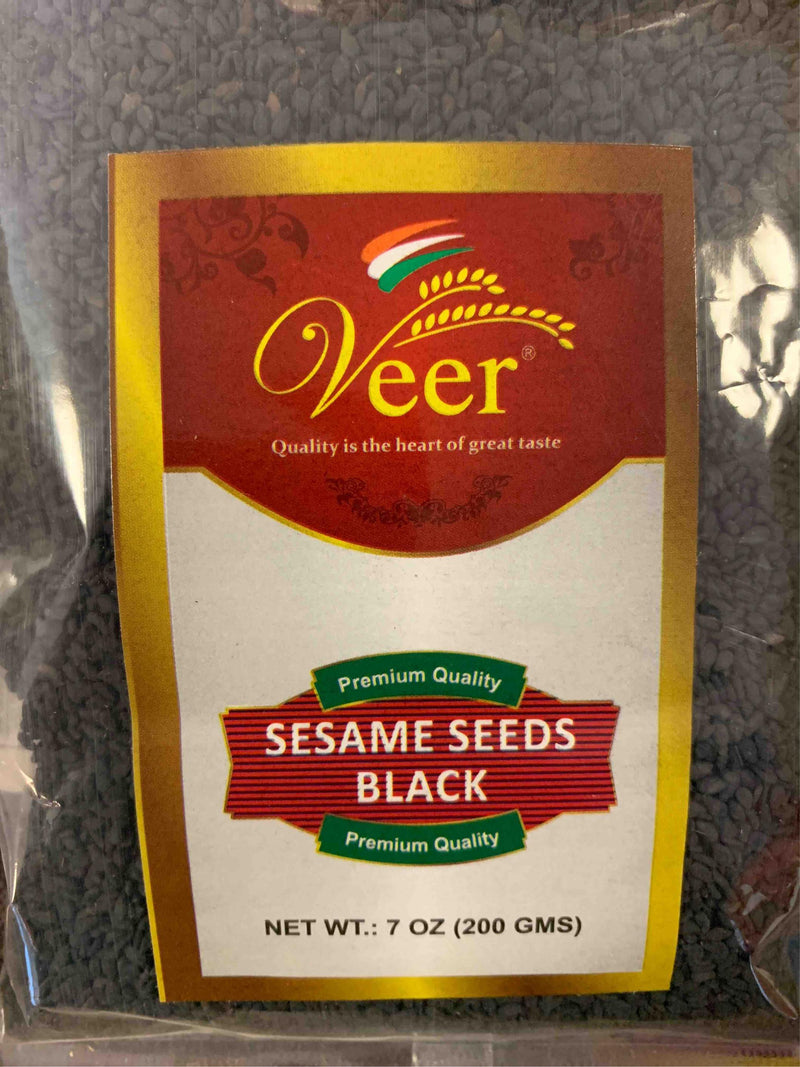 Veer®
Quality is the heart of great taste
Premium Quality
SESAME SEEDS
BLACK
Premium Quality
NET WT.: 7 OZ (200 GMS)